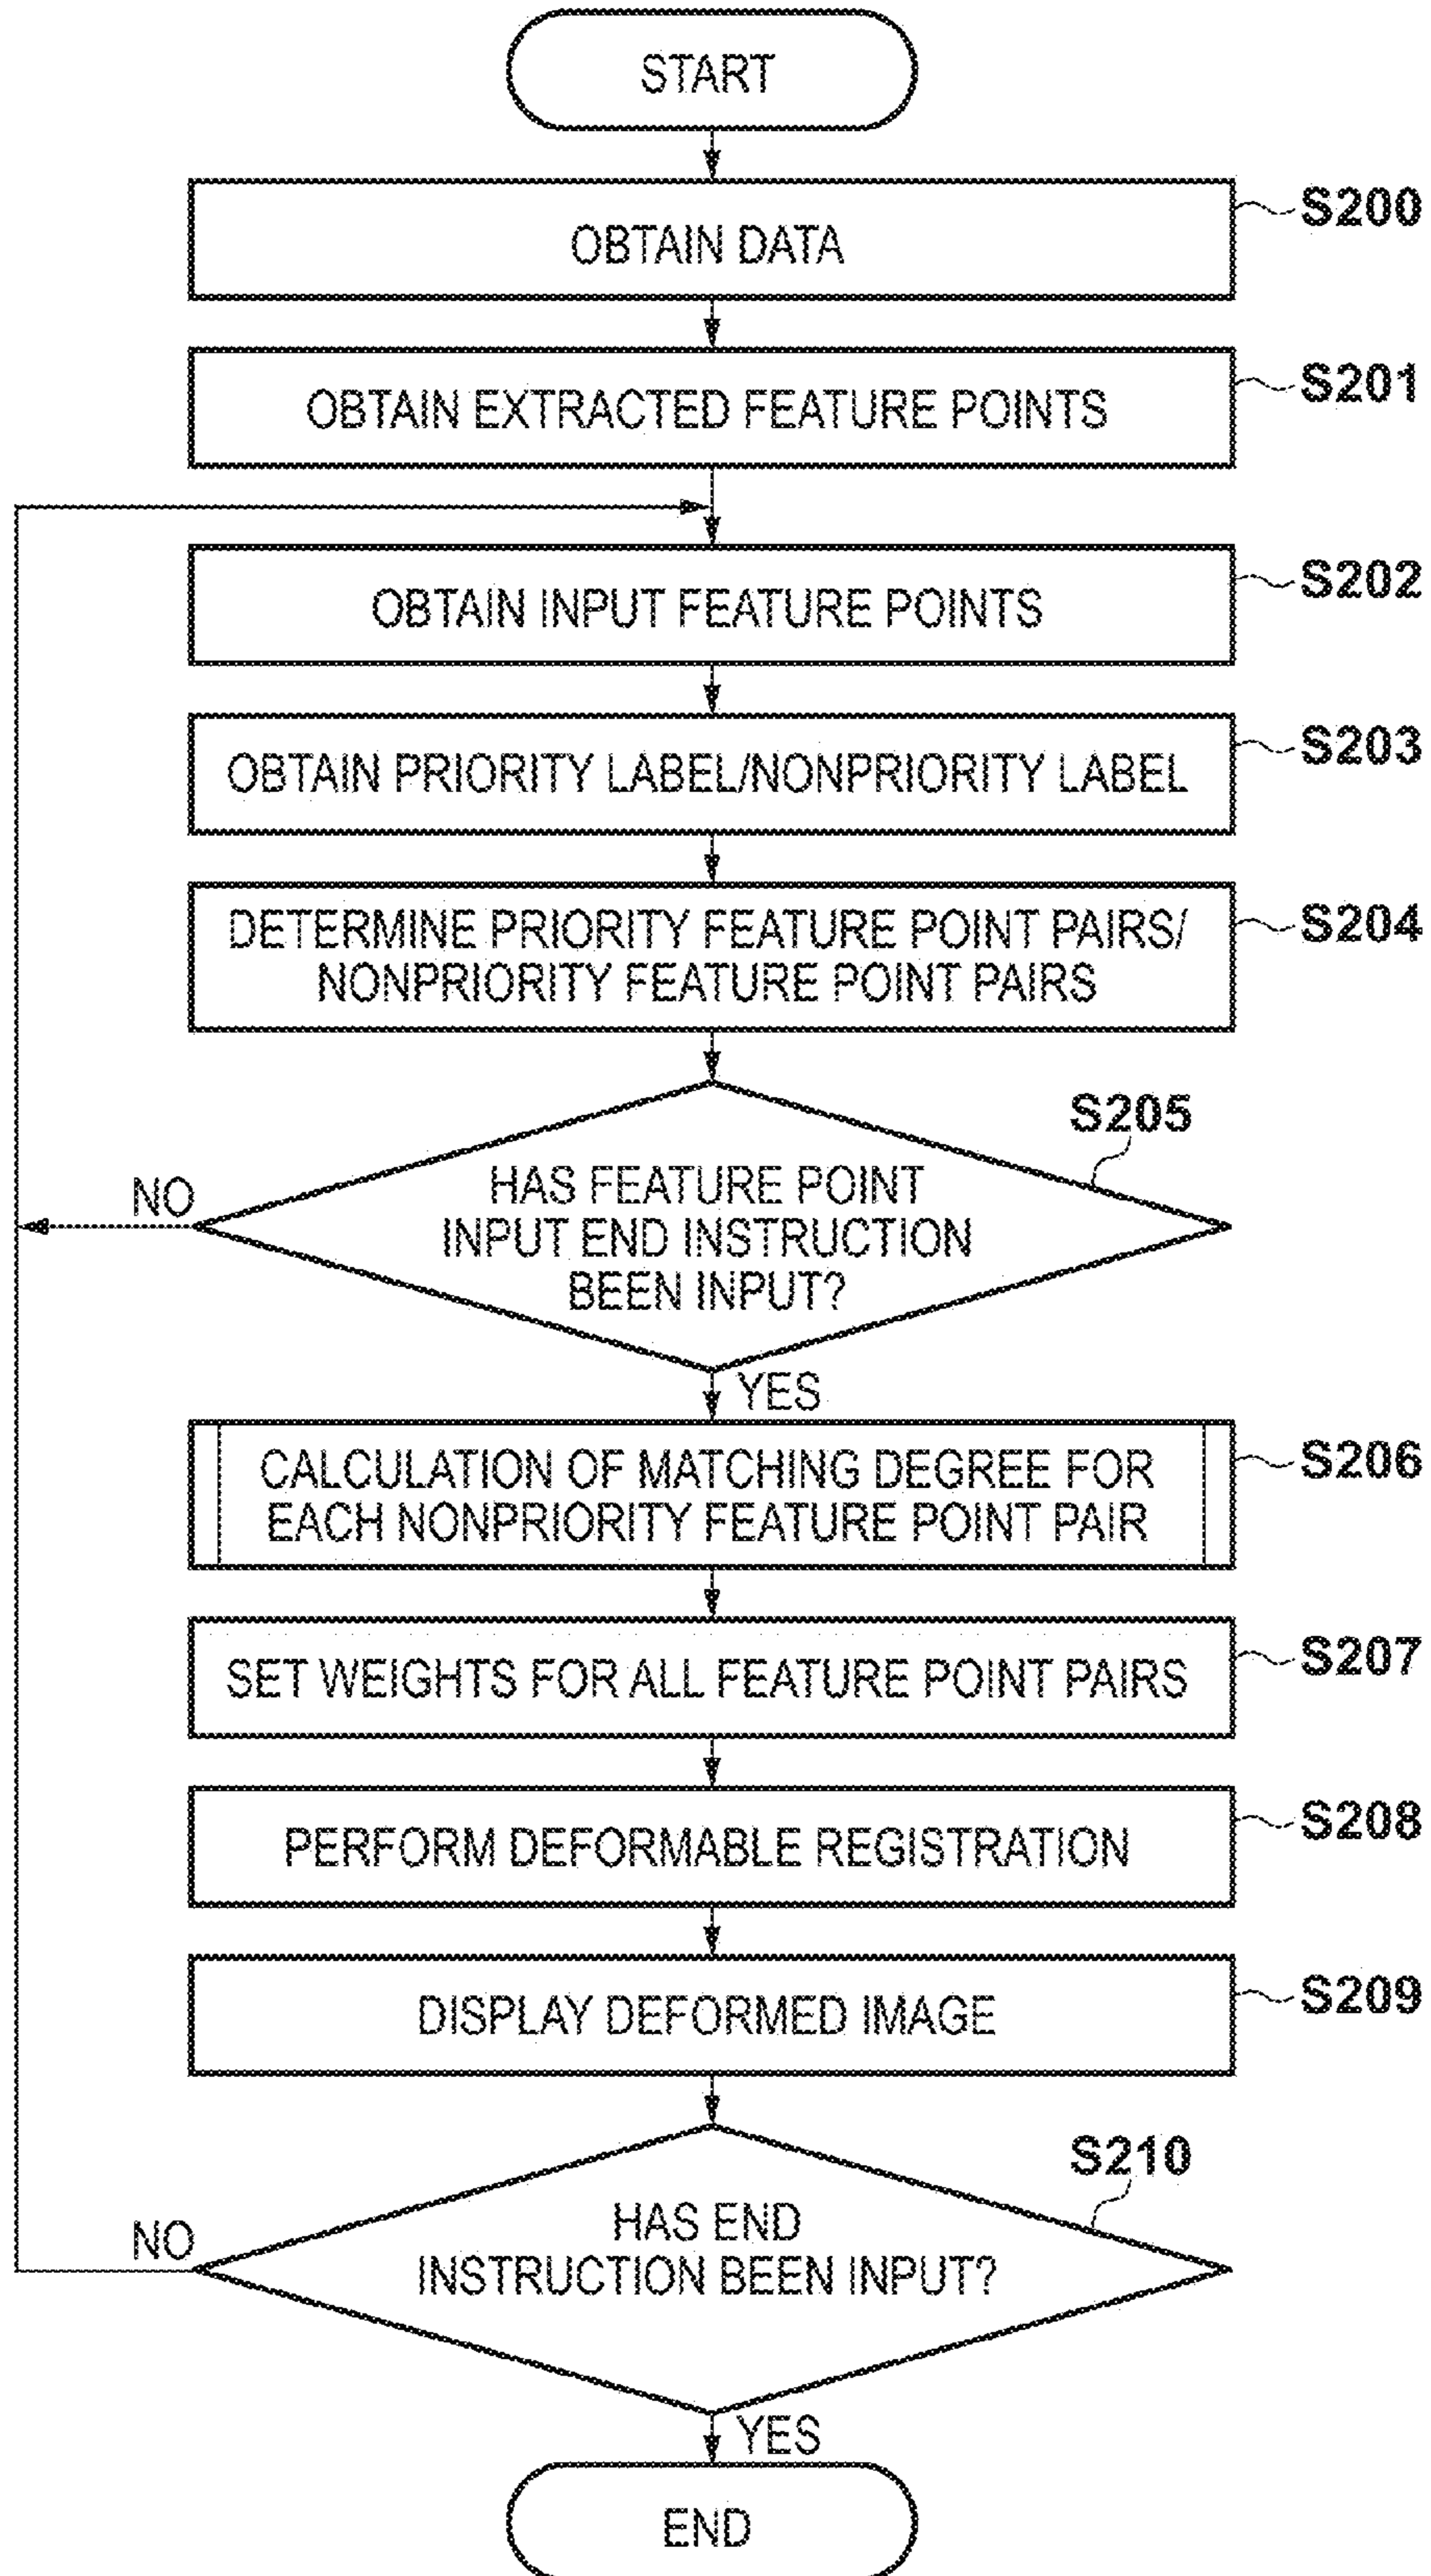 START
OBTAIN DATA
S200
OBTAIN EXTRACTED FEATURE POINTS
S201
OBTAIN INPUT FEATURE POINTS
S202
OBTAIN PRIORITY LABEL/NONPRIORITY LABEL
S203
DETERMINE PRIORITY FEATURE POINT PAIRS/
NONPRIORITY FEATURE POINT PAIRS
S204
S205
HAS FEATURE POINT
INPUT END INSTRUCTION
BEEN INPUT?
NO
YES
CALCULATION OF MATCHING DEGREE FOR
EACH NONPRIORITY FEATURE POINT PAIR
S206
SET WEIGHTS FOR ALL FEATURE POINT PAIRS
S207
PERFORM DEFORMABLE REGISTRATION
S208
DISPLAY DEFORMED IMAGE
S209
S210
HAS END
INSTRUCTION BEEN INPUT?
NO
YES
END